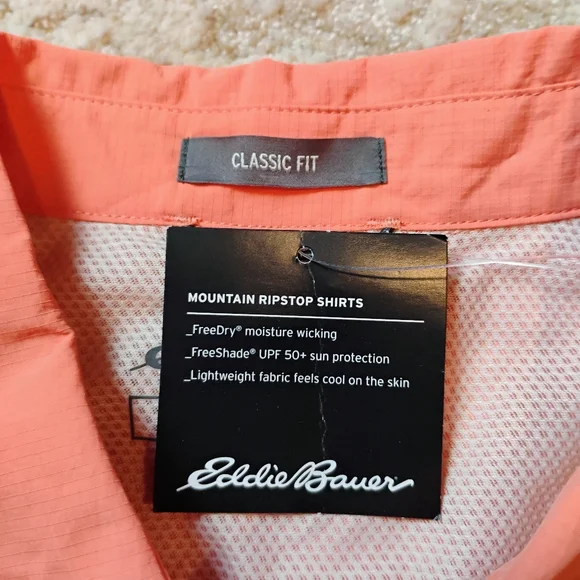 CLASSIC FIT
MOUNTAIN RIPSTOP SHIRTS
_FreeDry® moisture wicking
_FreeShade® UPF 50+ sun protection
_Lightweight fabric feels cool on the skin
Eddie Bauer